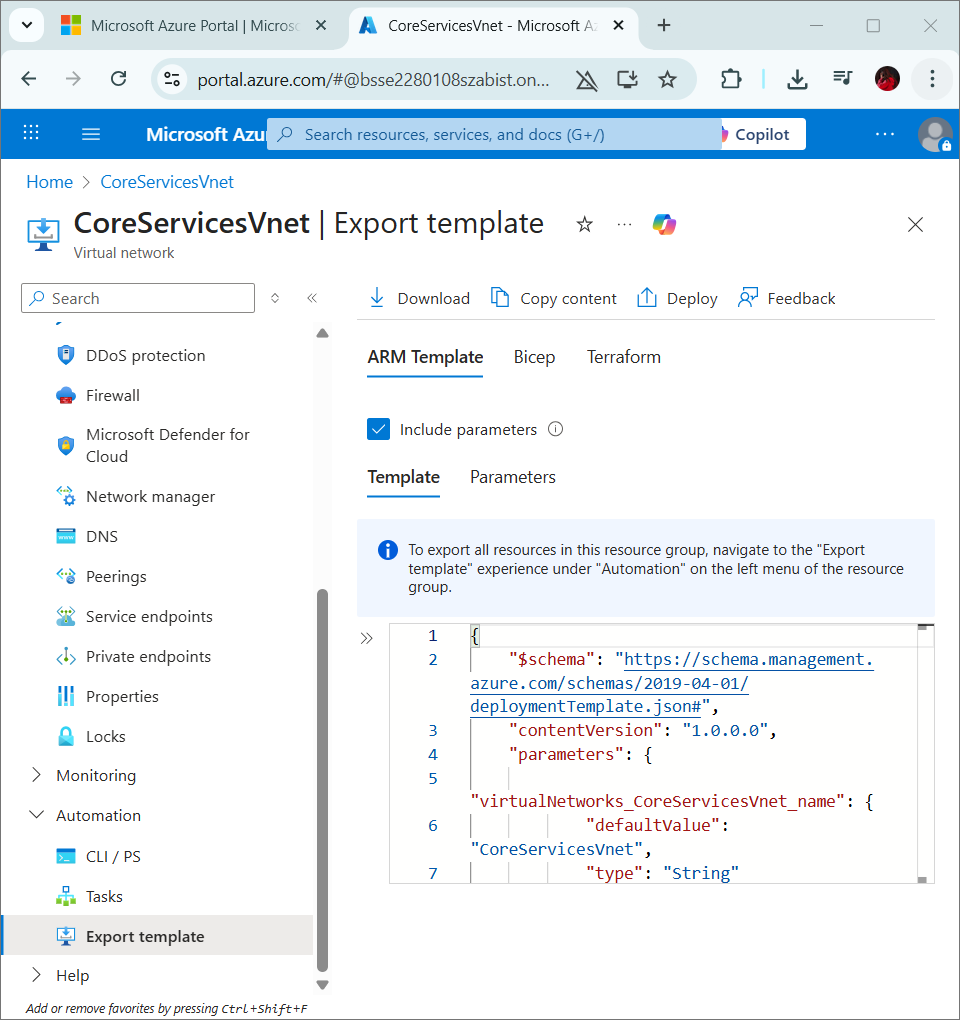 Microsoft Azure Portal | Micros
CoreServicesVnet - Microsoft Az
portal.azure.com/#@bsse2280108szabist.on...
Microsoft Azu
Search resources, services, and docs (G+/)
Copilot
Home > CoreServicesVnet
CoreServicesVnet | Export template
Virtual network
Search
Download
Copy content
Deploy
Feedback
DDoS protection
Firewall
Microsoft Defender for
Cloud
Network manager
DNS
Peerings
Service endpoints
Private endpoints
Properties
Locks
Monitoring
Automation
CLI / PS
Tasks
Export template
Help
Add or remove favorites by pressing Ctrl+Shift+F
ARM Template
Bicep
Terraform
Include parameters
Template
Parameters
To export all resources in this resource group, navigate to the "Export
template" experience under "Automation" on the left menu of the resource
group.
1 {
2 "$schema": "https://schema.management.
azure.com/schemas/2019-04-01/
deploymentTemplate.json#",
3 "contentVersion": "1.0.0.0",
4 "parameters": {
5
"virtualNetworks_CoreServicesVnet_name": {
6 "defaultValue":
"CoreServicesVnet",
7 "type": "String"